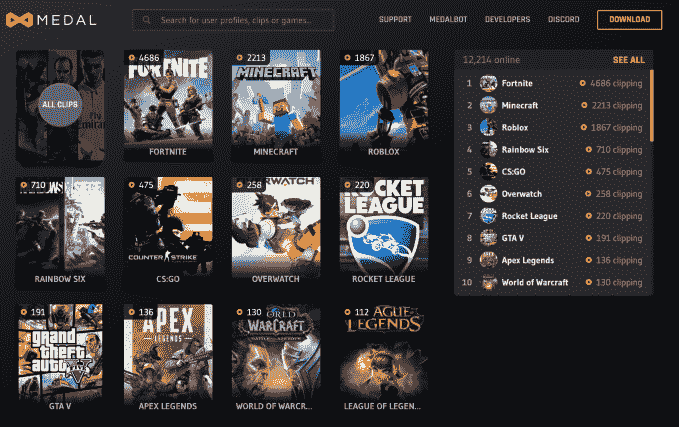 MEDAL
Search for user profiles, clips or games..
SUPPORT MEDALBOT DEVELOPERS DISCORD DOWNLOAD
ALL CLIPS
4686
FORTNITE
FORTNITE
2213
MINECRAFT
MINECRAFT
1867
ROBLOX
710
RAINBOW SIX
475
COUNTER STRIKE
CS:GO
258
OVERWATCH
220
ROCKET LEAGUE
ROCKET LEAGUE
191
grand theft auto V
GTA V
136
APEX
LEGENDS
APEX LEGENDS
130
WORLD OF WARCR...
112
LEGENDS
LEAGUE OF LEGEN...
12,214 online SEE ALL
1 Fortnite 4686 clipping
2 Minecraft 2213 clipping
3 Roblox 1867 clipping
4 Rainbow Six 710 clipping
5 CS:GO 475 clipping
6 Overwatch 258 clipping
7 Rocket League 220 clipping
8 GTA V 191 clipping
9 Apex Legends 136 clipping
10 World of Warcraft 130 clipping